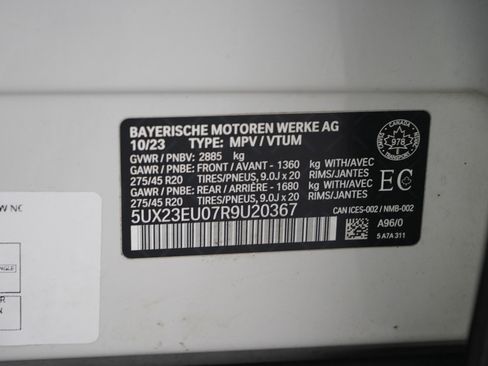 BAYERISCHE MOTOREN WERKE AG
10/23 TYPE: MPV / VTUM
GVWR / PNBV: 2885 kg
GAWR / PNBE: FRONT / AVANT - 1360 kg WITH/AVEC
275/45 R20 TIRES/PNEUS, 9.0J x 20 RIMS/JANTES
GAWR / PNBE: REAR / ARRIÈRE - 1680 kg WITH/AVEC
275/45 R20 TIRES/PNEUS, 9.0J x 20 RIMS/JANTES
5UX23EU07R9U20367
CANADA
978
TRANSPORT
EC
CAN ICES-002 / NMB-002
A96/0
5 A7A 311